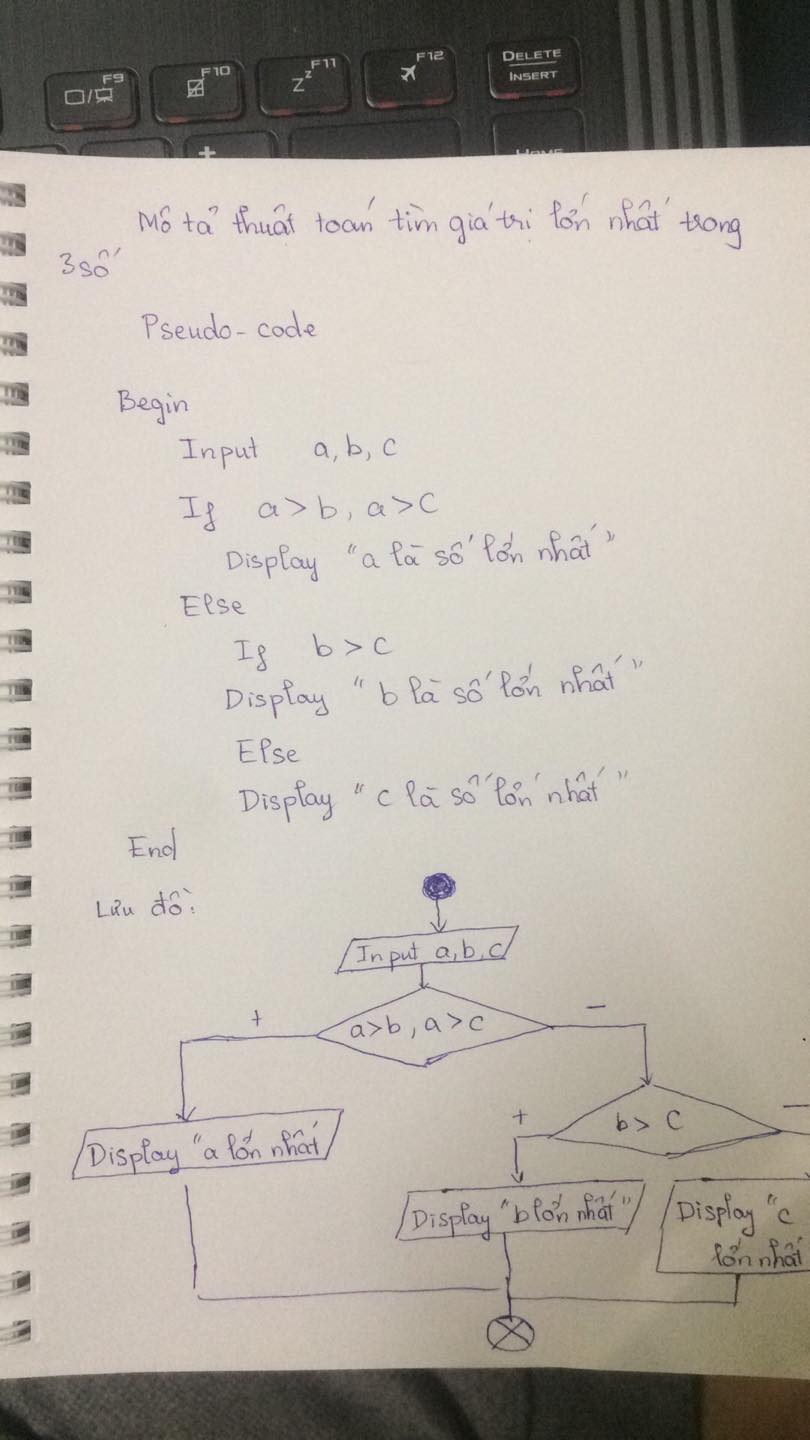 F9
F10
F11
F12
DELETE
INSERT
Z z
HOME
Mô tả thuật toán tìm giá trị lớn nhất trong
3 số
Pseudo-code
Begin
Input a, b, c
If a > b, a > c
Display "a là số lớn nhất"
Else
If b > c
Display "b là số lớn nhất"
Else
Display "c là số lớn nhất"
End
Lưu đồ:
Input a, b, c
+
a > b, a > c
−
+
b > c
−
Display "a lớn nhất
Display "b lớn nhất"
Display "c
lớn nhất